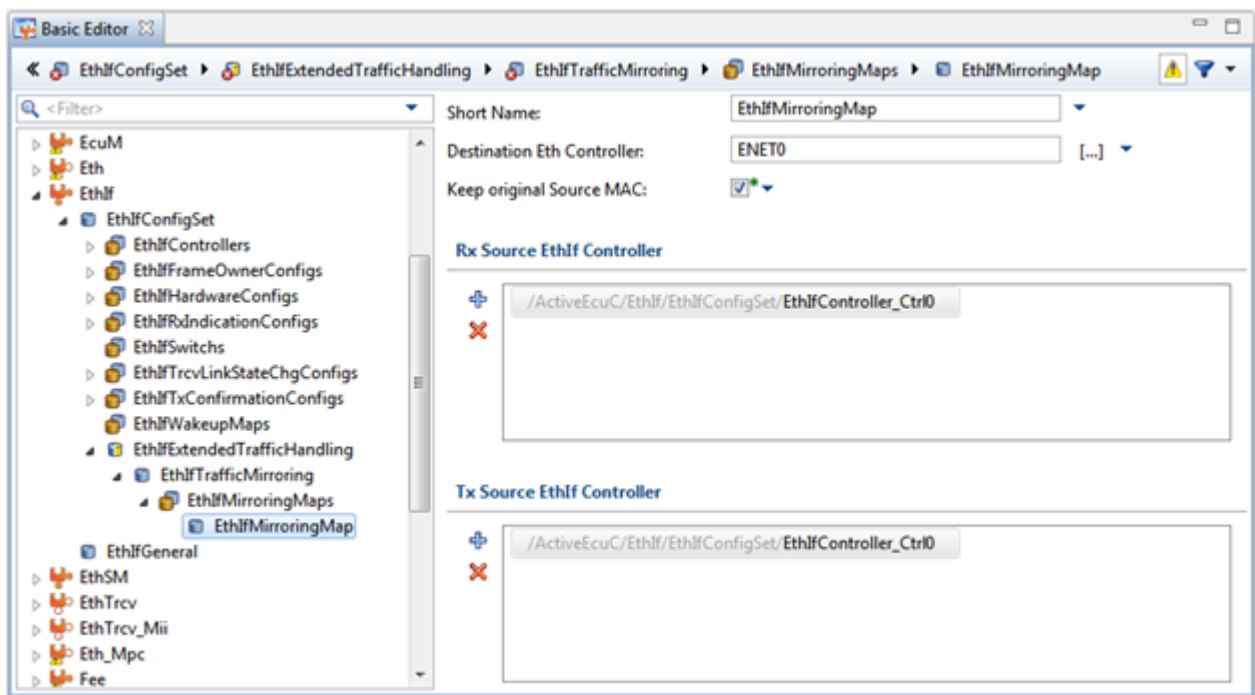 Basic Editor
EthIfConfigSet EthIfExtendedTrafficHandling EthIfTrafficMirroring EthIfMirroringMaps EthIfMirroringMap
<Filter>
EcuM
Eth
EthIf
EthIfConfigSet
EthIfControllers
EthIfFrameOwnerConfigs
EthIfHardwareConfigs
EthIfRxIndicationConfigs
EthIfSwitchs
EthIfTrcvLinkStateChgConfigs
EthIfTxConfirmationConfigs
EthIfWakeupMaps
EthIfExtendedTrafficHandling
EthIfTrafficMirroring
EthIfMirroringMaps
EthIfMirroringMap
EthIfGeneral
EthSM
EthTrcv
EthTrcv_Mii
Eth_Mpc
Fee
Short Name: EthIfMirroringMap
Destination Eth Controller: ENET0 [...]
Keep original Source MAC:
Rx Source EthIf Controller
/ActiveEcuC/EthIf/EthIfConfigSet/EthIfController_Ctrl0
Tx Source EthIf Controller
/ActiveEcuC/EthIf/EthIfConfigSet/EthIfController_Ctrl0